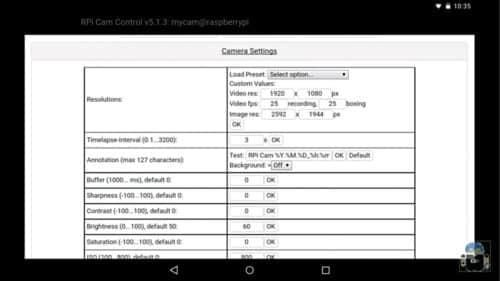 10:35
RPi Cam Control v5.1.3: mycam@raspberrypi
Camera Settings
Resolutions:
Load Preset: Select option...
Custom Values:
Video res: 1920 x 1080 px
Video fps: 25 recording, 25 boxing
Image res: 2592 x 1944 px
OK
Timelapse-Interval (0.1...3200): 3 s OK
Annotation (max 127 characters):
Text: RPi Cam %Y.%M.%D_%h:%r OK Default
Background: Off
Buffer (1000... ms), default 0: 0 OK
Sharpness (-100...100), default 0: 0 OK
Contrast (-100...100), default 0: 0 OK
Brightness (0...100), default 50: 60 OK
Saturation (-100...100), default 0: 0 OK
ISO (100...800), default 0: 800 OK